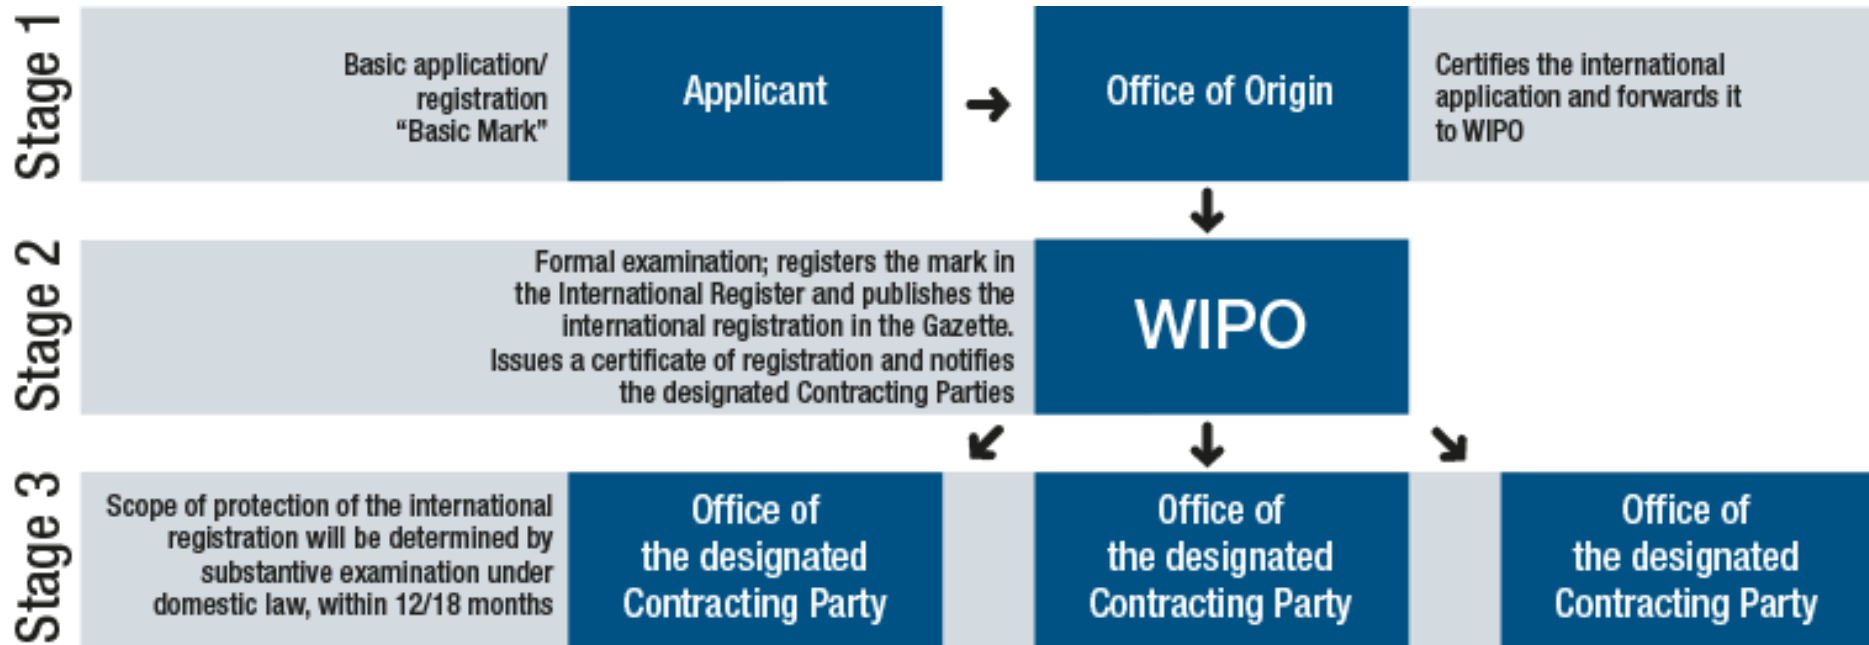 Stage 1
Basic application/
registration
“Basic Mark”
Applicant
Office of Origin
Certifies the international
application and forwards it
to WIPO
Stage 2
Formal examination; registers the mark in
the International Register and publishes the
international registration in the Gazette.
Issues a certificate of registration and notifies
the designated Contracting Parties
WIPO
Stage 3
Scope of protection of the international
registration will be determined by
substantive examination under
domestic law, within 12/18 months
Office of
the designated
Contracting Party
Office of
the designated
Contracting Party
Office of
the designated
Contracting Party